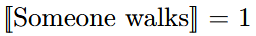 ⟦Someone walks⟧ = 1